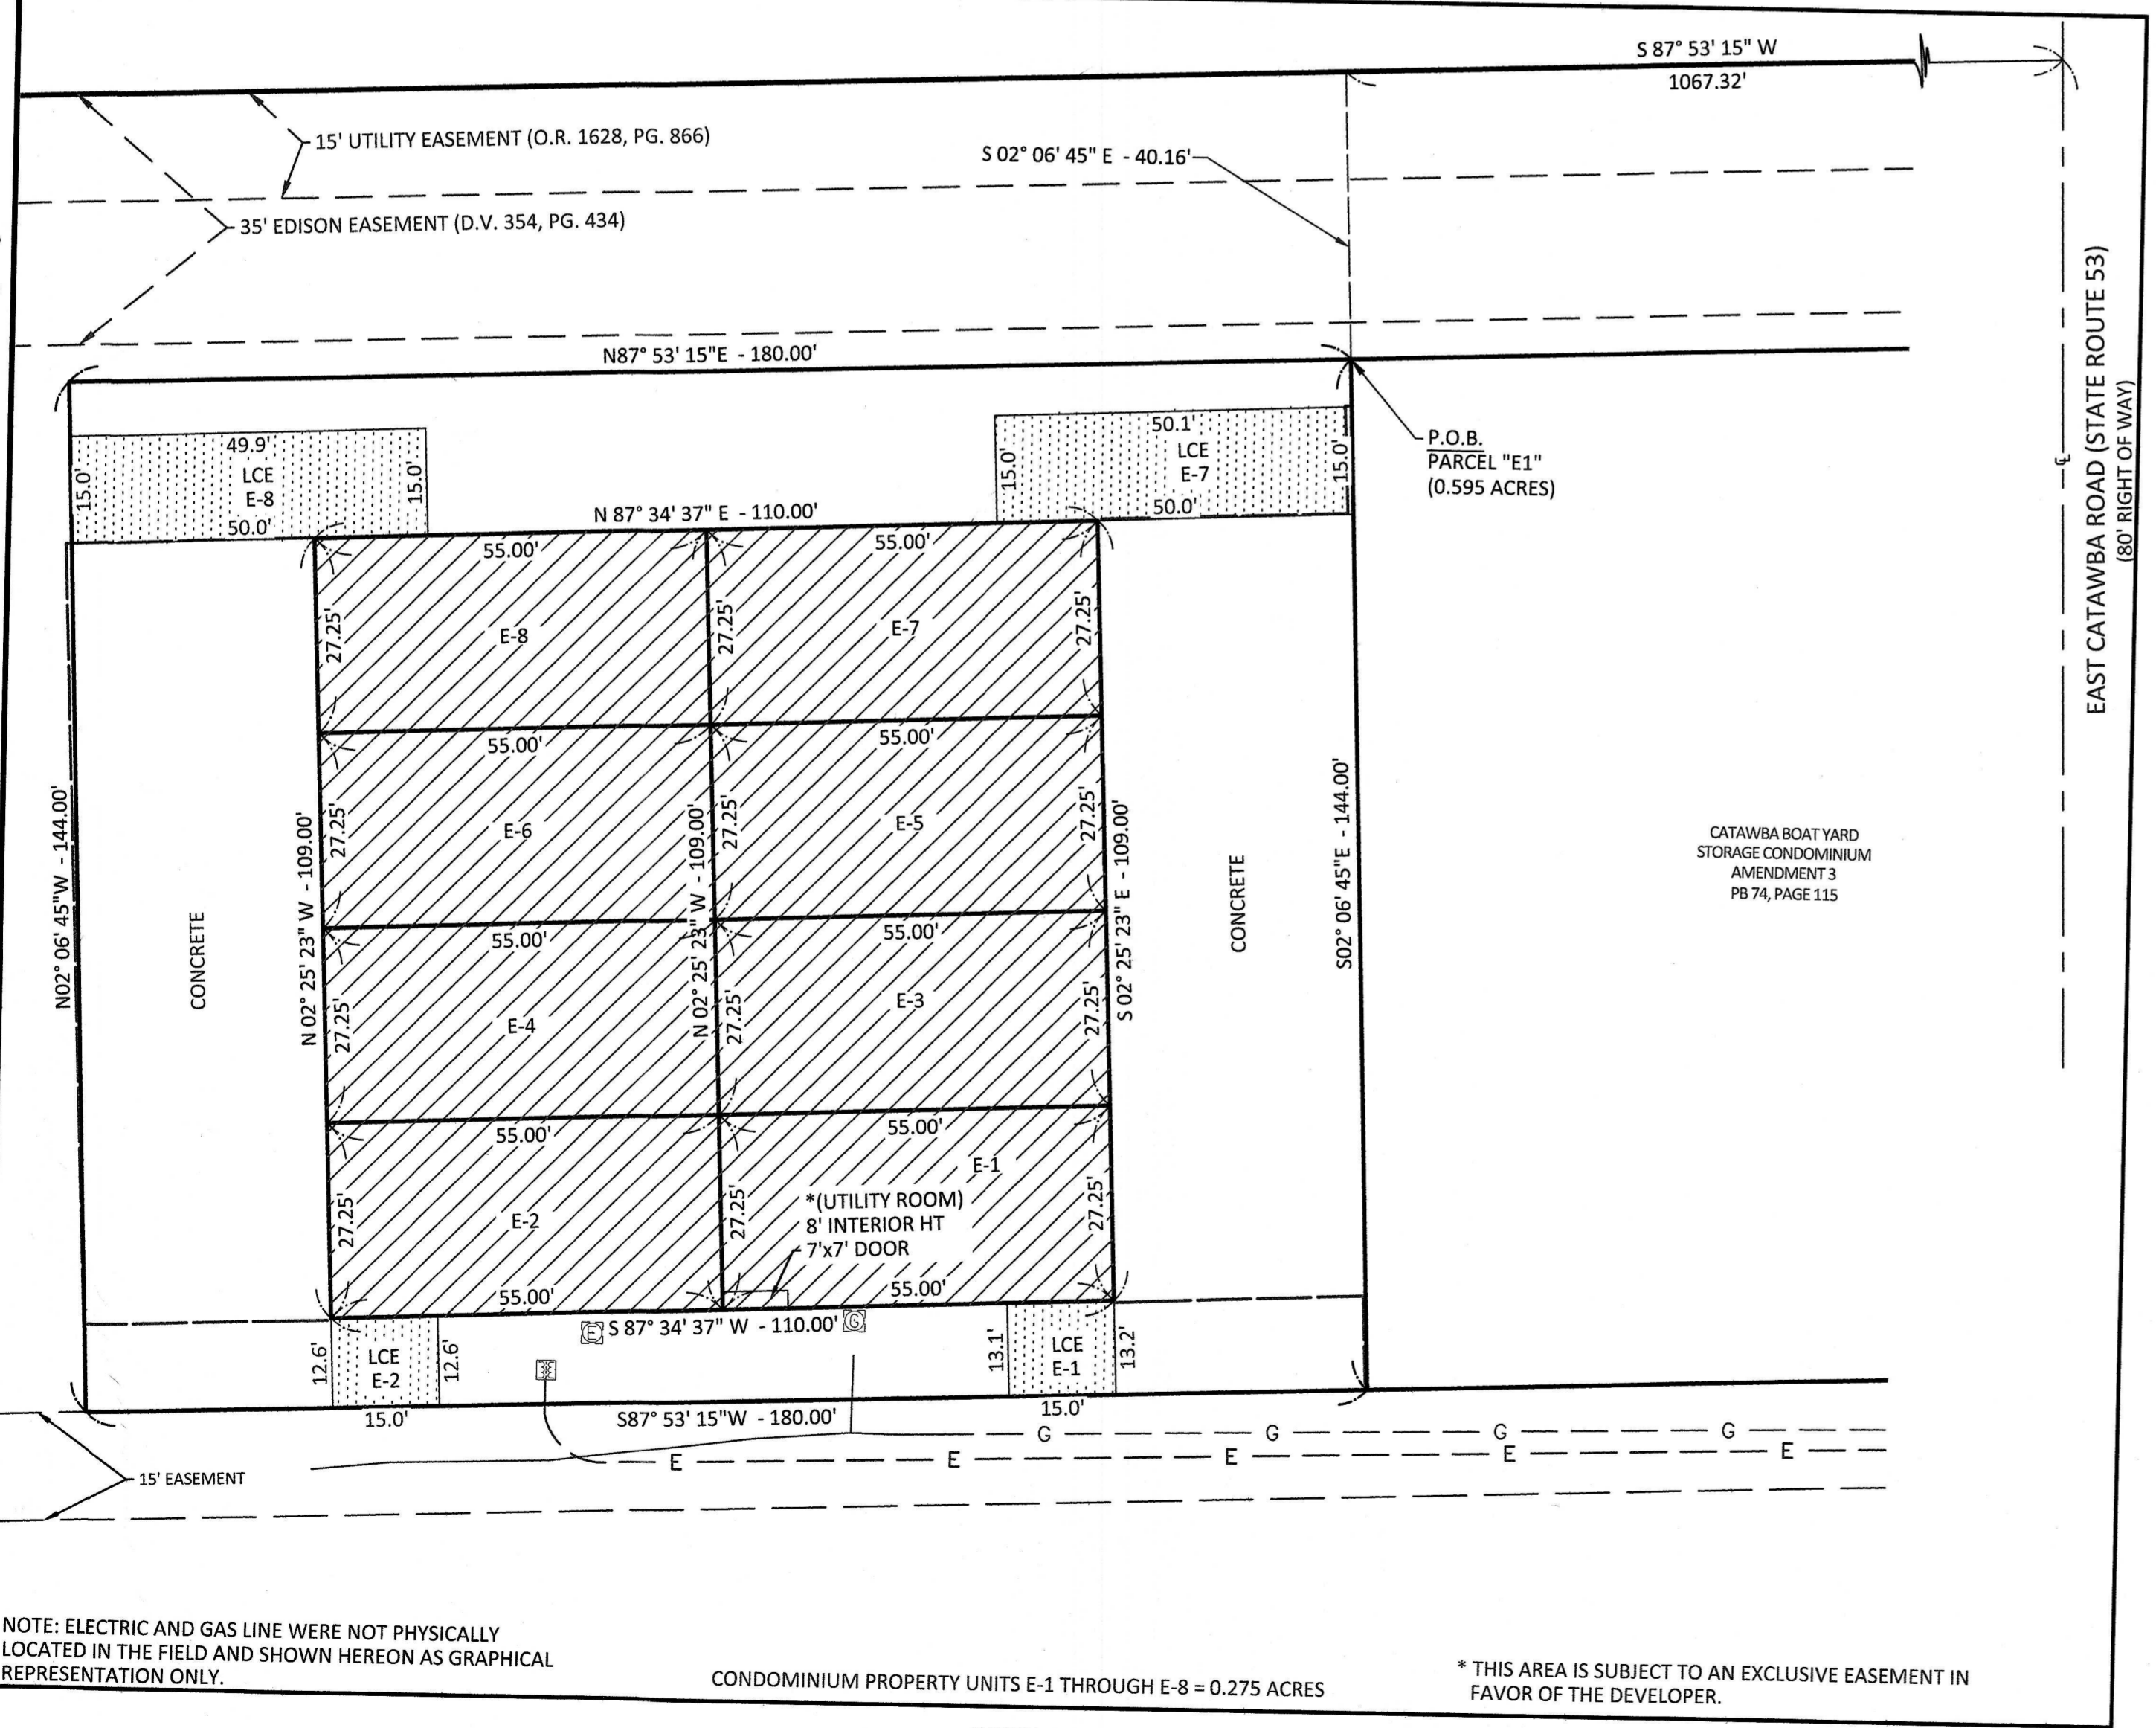 S 87° 53' 15" W
1067.32'
15' UTILITY EASEMENT (O.R. 1628, PG. 866)
S 02° 06' 45" E - 40.16'
35' EDISON EASEMENT (D.V. 354, PG. 434)
EAST CATAWBA ROAD (STATE ROUTE 53)
(80' RIGHT OF WAY)
N87° 53' 15"E - 180.00'
49.9'
LCE
E-8
50.0'
15.0'
15.0'
50.1'
LCE
E-7
50.0'
15.0'
15.0'
P.O.B.
PARCEL "E1"
(0.595 ACRES)
N 87° 34' 37" E - 110.00'
55.00'
55.00'
27.25'
E-8
27.25'
E-7
27.25'
55.00'
55.00'
27.25'
E-6
27.25'
E-5
27.25'
N02° 06' 45"W - 144.00'
CONCRETE
N 02° 25' 23" W - 109.00'
N 02° 25' 23" W - 109.00'
S 02° 25' 23" E - 109.00'
CONCRETE
S02° 06' 45"E - 144.00'
CATAWBA BOAT YARD
STORAGE CONDOMINIUM
AMENDMENT 3
PB 74, PAGE 115
55.00'
55.00'
27.25'
E-4
27.25'
E-3
27.25'
55.00'
55.00'
27.25'
E-2
27.25'
E-1
27.25'
*(UTILITY ROOM)
8' INTERIOR HT
7'x7' DOOR
55.00'
55.00'
E
S 87° 34' 37" W - 110.00'
G
12.6'
LCE
E-2
12.6'
13.1'
LCE
E-1
13.2'
15.0'
S87° 53' 15"W - 180.00'
15.0'
G G G G
E E E E E
15' EASEMENT
NOTE: ELECTRIC AND GAS LINE WERE NOT PHYSICALLY
LOCATED IN THE FIELD AND SHOWN HEREON AS GRAPHICAL
REPRESENTATION ONLY.
CONDOMINIUM PROPERTY UNITS E-1 THROUGH E-8 = 0.275 ACRES
* THIS AREA IS SUBJECT TO AN EXCLUSIVE EASEMENT IN
FAVOR OF THE DEVELOPER.